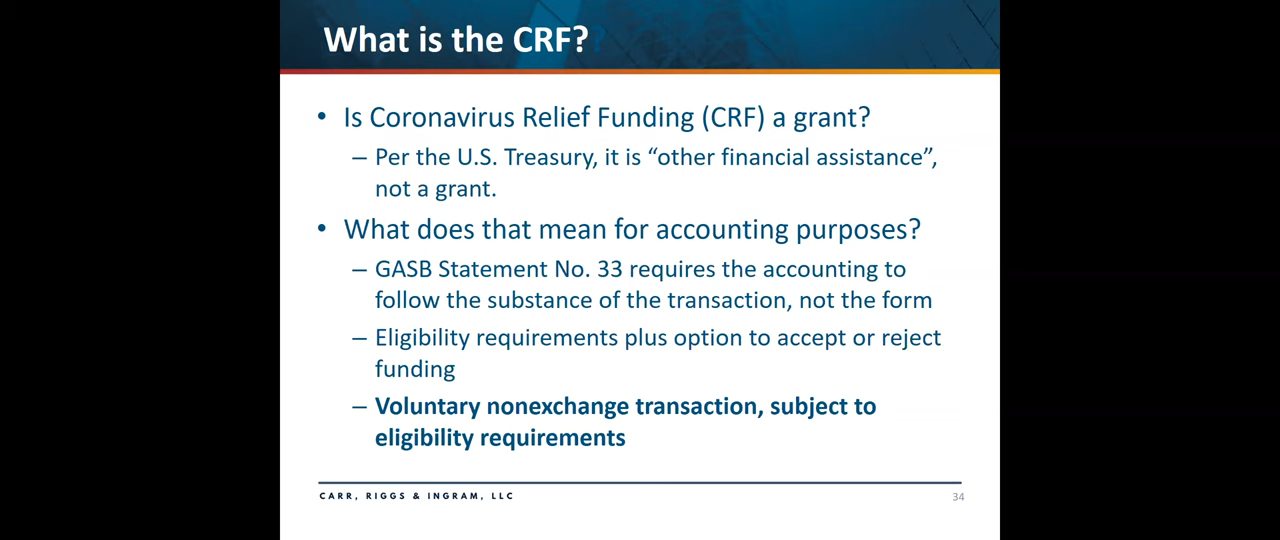 What is the CRF?
• Is Coronavirus Relief Funding (CRF) a grant?
– Per the U.S. Treasury, it is “other financial assistance”,
not a grant.
• What does that mean for accounting purposes?
– GASB Statement No. 33 requires the accounting to
follow the substance of the transaction, not the form
– Eligibility requirements plus option to accept or reject
funding
– Voluntary nonexchange transaction, subject to
eligibility requirements
CARR, RIGGS & INGRAM, LLC
34